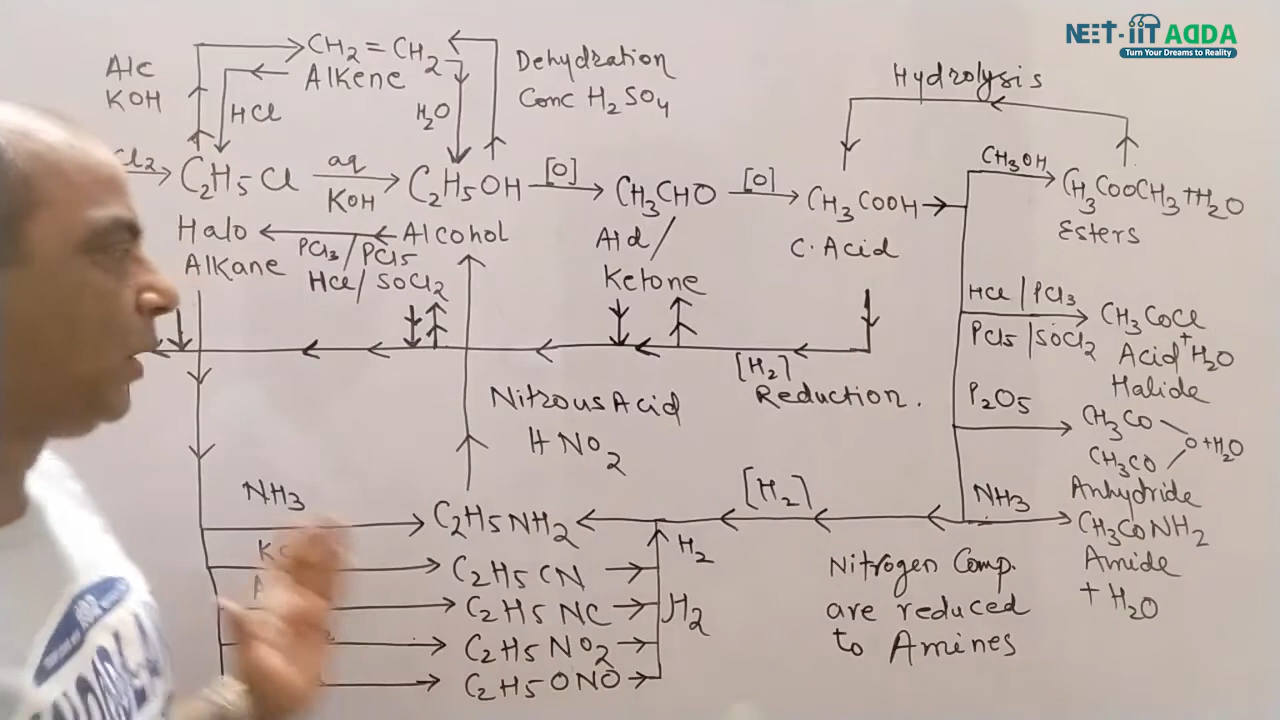 NEET-iiT ADDA
Turn Your Dreams to Reality
Alc
KOH
CH2=CH2
Alkene
HCl
H2O
Dehydration
Conc H2SO4
Hydrolysis
Cl2
C2H5Cl
aq
KOH
C2H5OH
[O]
CH3CHO
[O]
CH3COOH
CH3OH
CH3COOCH3+H2O
Esters
Halo
Alkane
PCl3/PCl5
HCl/SOCl2
Alcohol
Ald/
Ketone
C·Acid
HCl/PCl3
PCl5/SOCl2
CH3COCl
+
Acid H2O
Halide
[H2]
Reduction.
Nitrous Acid
HNO2
P2O5
CH3CO
O+H2O
CH3CO
Anhydride
NH3
C2H5NH2
[H2]
NH3
CH3CONH2
Amide
+ H2O
H2
C2H5CN
C2H5NC
H2
C2H5NO2
C2H5ONO
Nitrogen Comp.
are reduced
to Amines